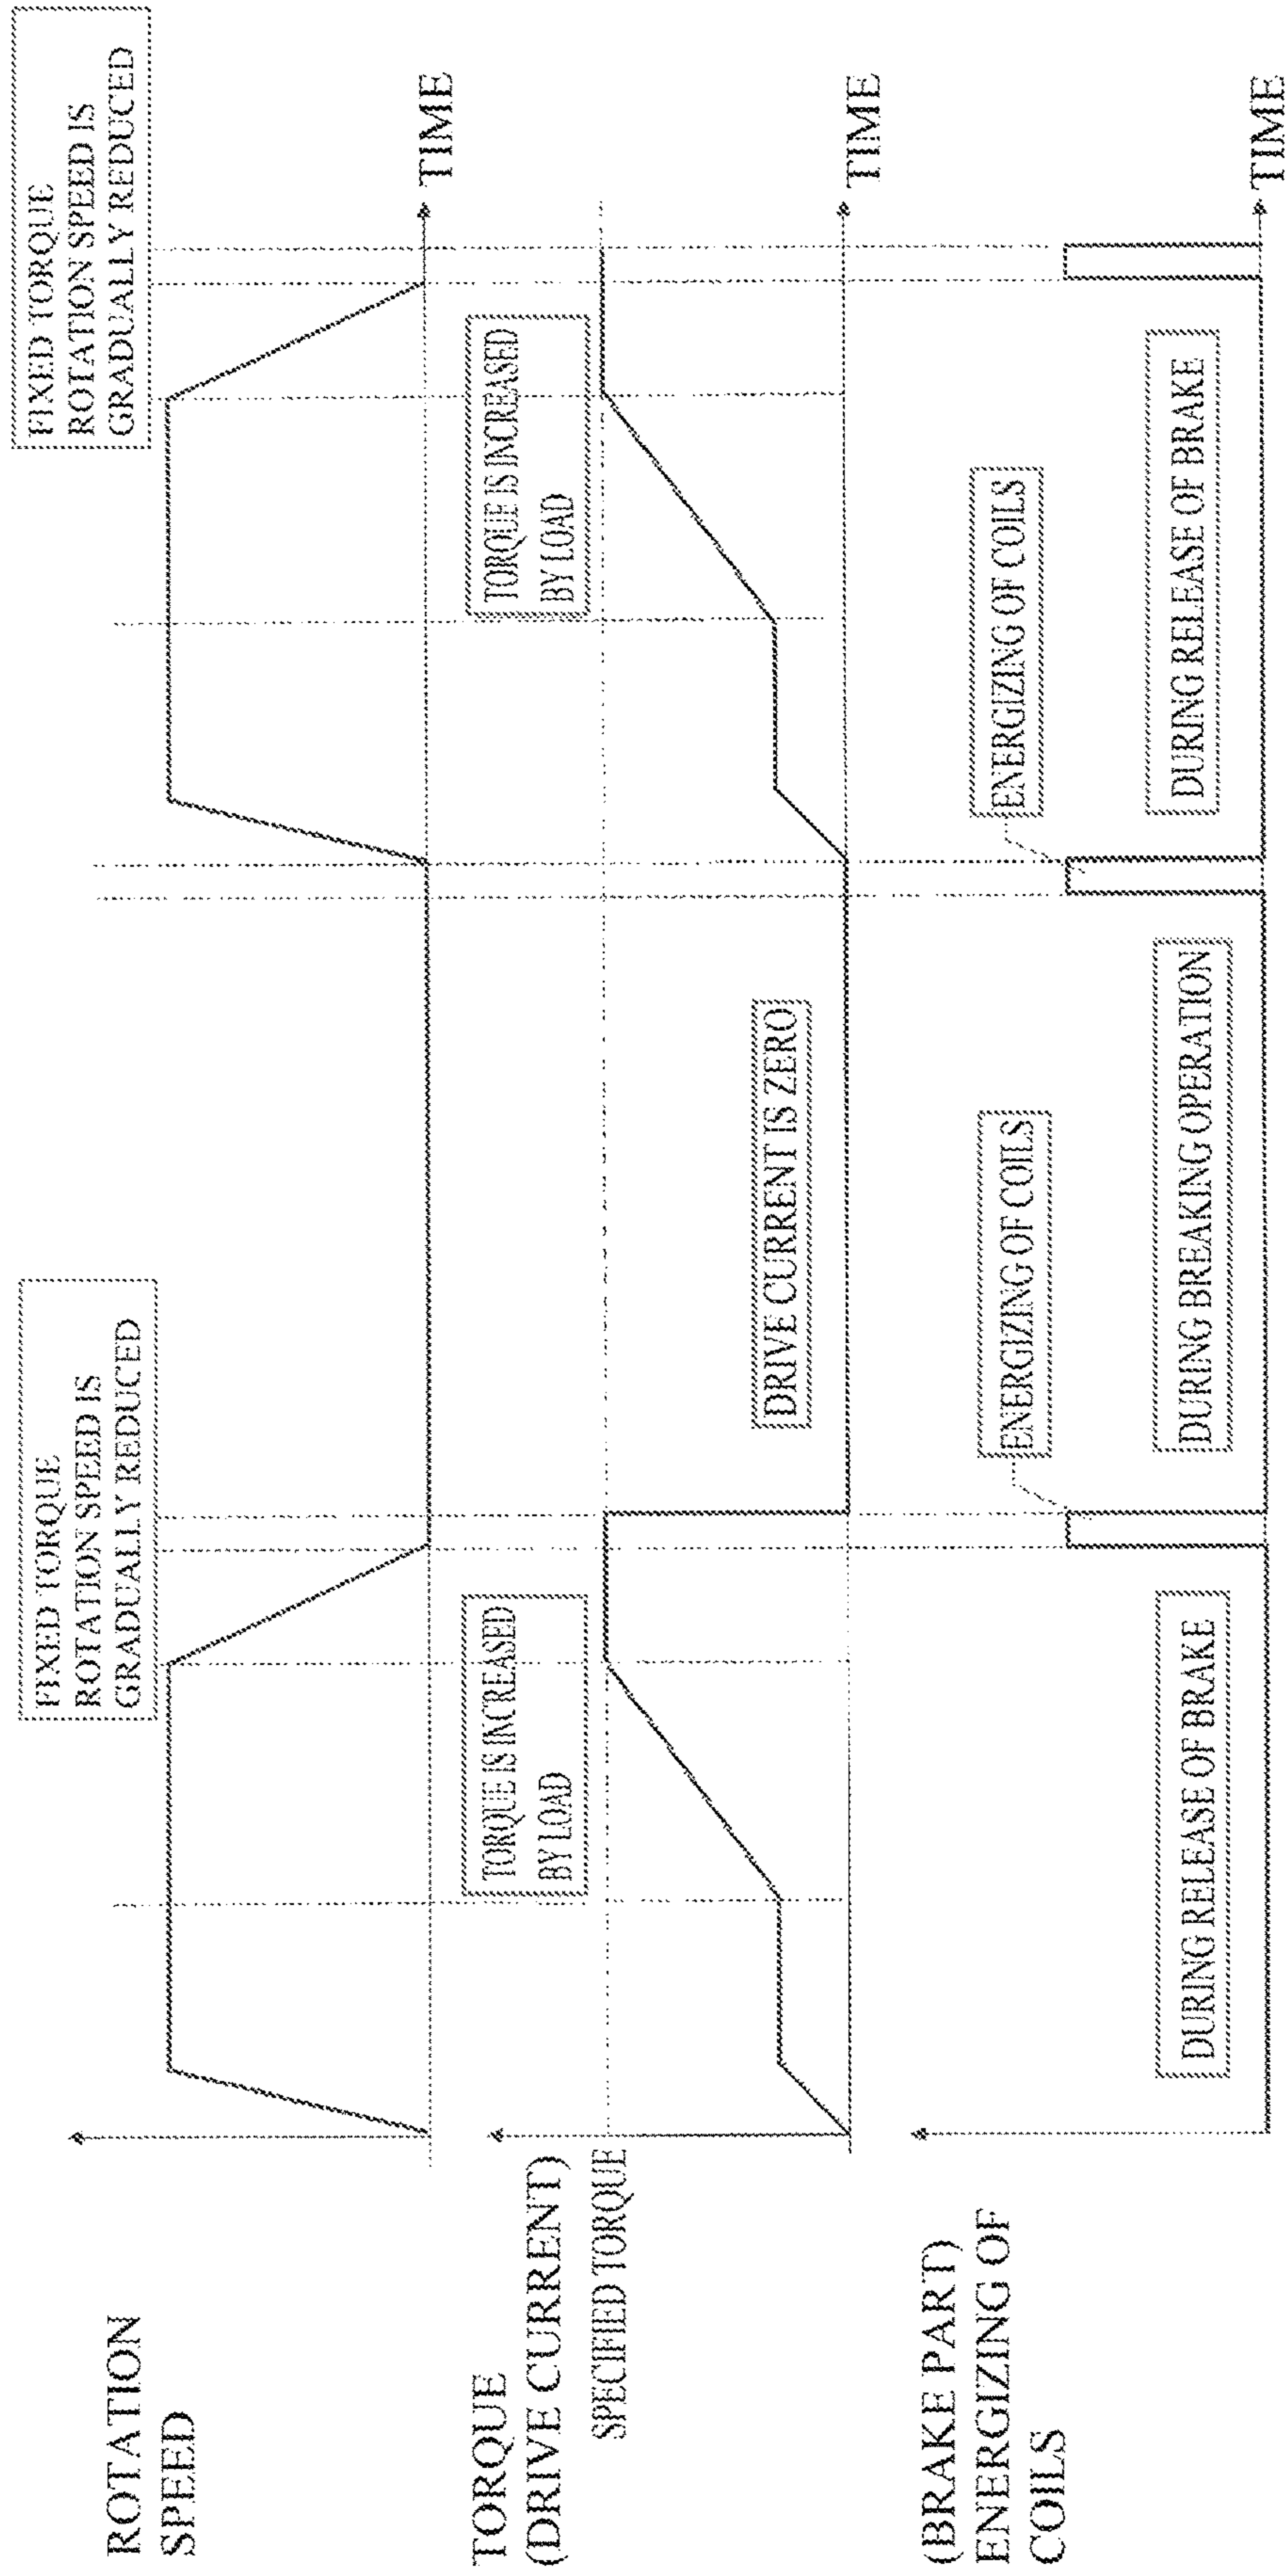 ROTATION
SPEED
FIXED TORQUE
ROTATION SPEED IS
GRADUALLY REDUCED
FIXED TORQUE
ROTATION SPEED IS
GRADUALLY REDUCED
TIME
TORQUE
(DRIVE CURRENT)
SPECIFIED TORQUE
TORQUE IS INCREASED
BY LOAD
DRIVE CURRENT IS ZERO
TORQUE IS INCREASED
BY LOAD
TIME
(BRAKE PART)
ENERGIZING OF
COILS
ENERGIZING OF COILS
ENERGIZING OF COILS
DURING RELEASE OF BRAKE
DURING BREAKING OPERATION
DURING RELEASE OF BRAKE
TIME